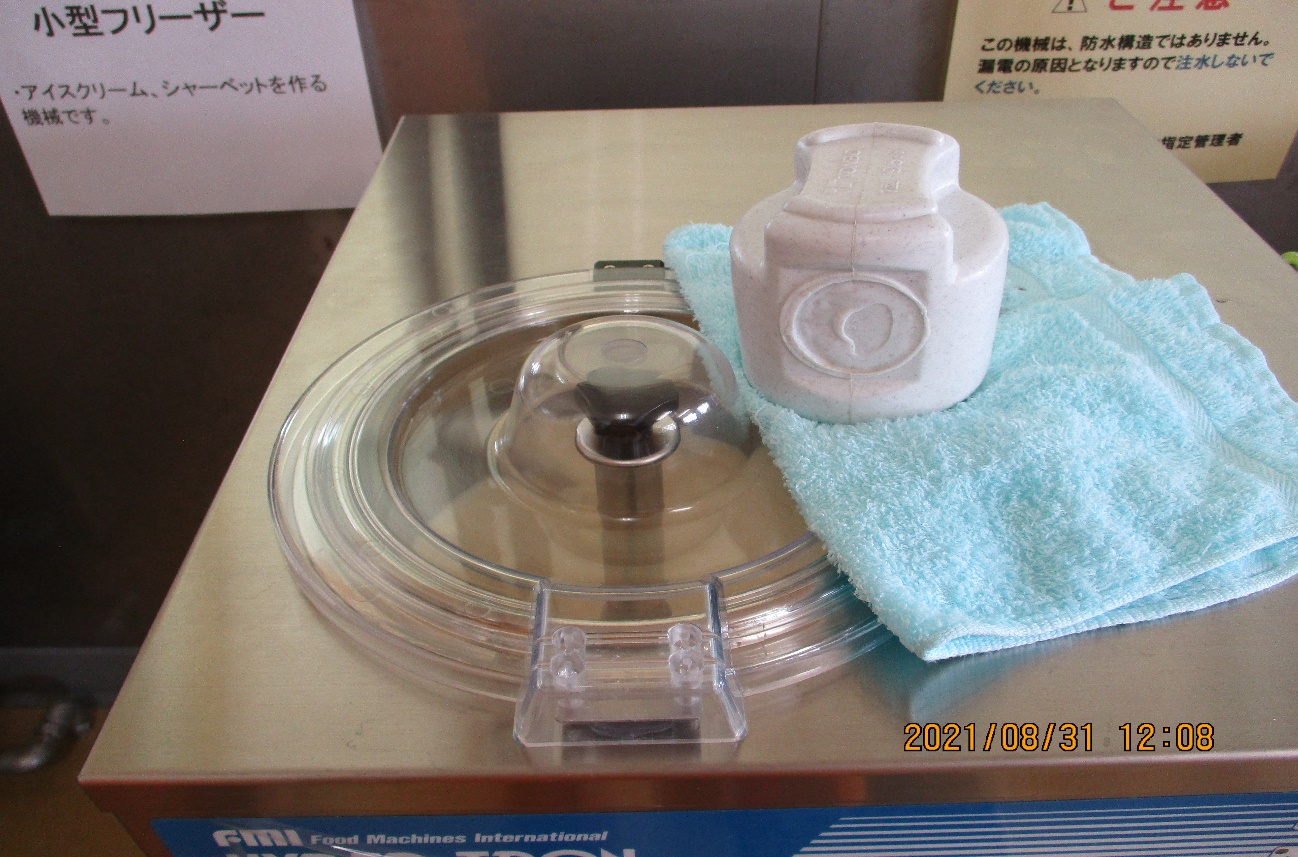 小型フリーザー
・アイスクリーム、シャーベットを作る
機械です。
ご注意
この機械は、防水構造ではありません。
漏電の原因となりますので注水しないで
ください。
指定管理者
2021/08/31 12:08
FMI Food Machines International